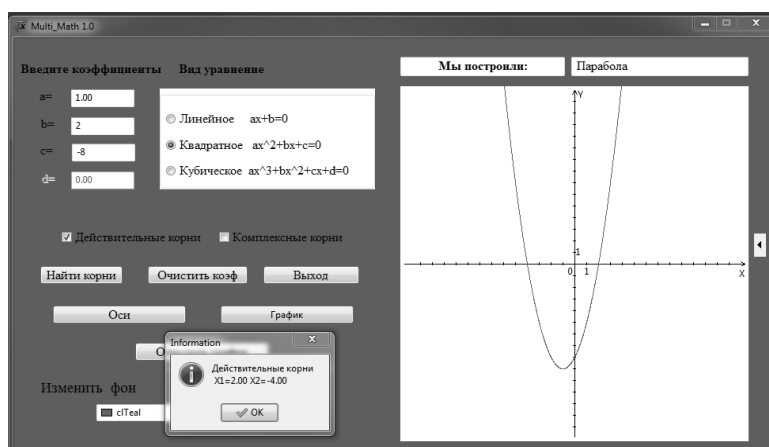 Multi_Math 1.0
Введите коэффициенты Вид уравнение
Мы построили: Парабола
a= 1.00
b= 2
c= -8
d= 0.00
Линейное ax+b=0
Квадратное ax^2+bx+c=0
Кубическое ax^3+bx^2+cx+d=0
Действительные корни Комплексные корни
Найти корни Очистить коэф Выход
Оси График
Information
Действительные корни
X1=2.00 X2=-4.00
OK
Изменить фон
clTeal
Y
1
0 1
X